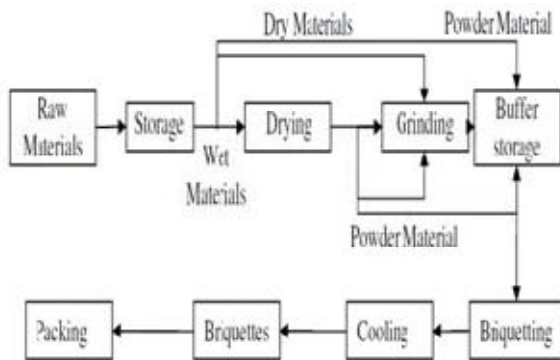 Dry Materials
Powder Material
Raw
Materials
Storage
Drying
Grinding
Buffer
storage
Wet
Materials
Powder Material
Packing
Briquettes
Cooling
Briquetting